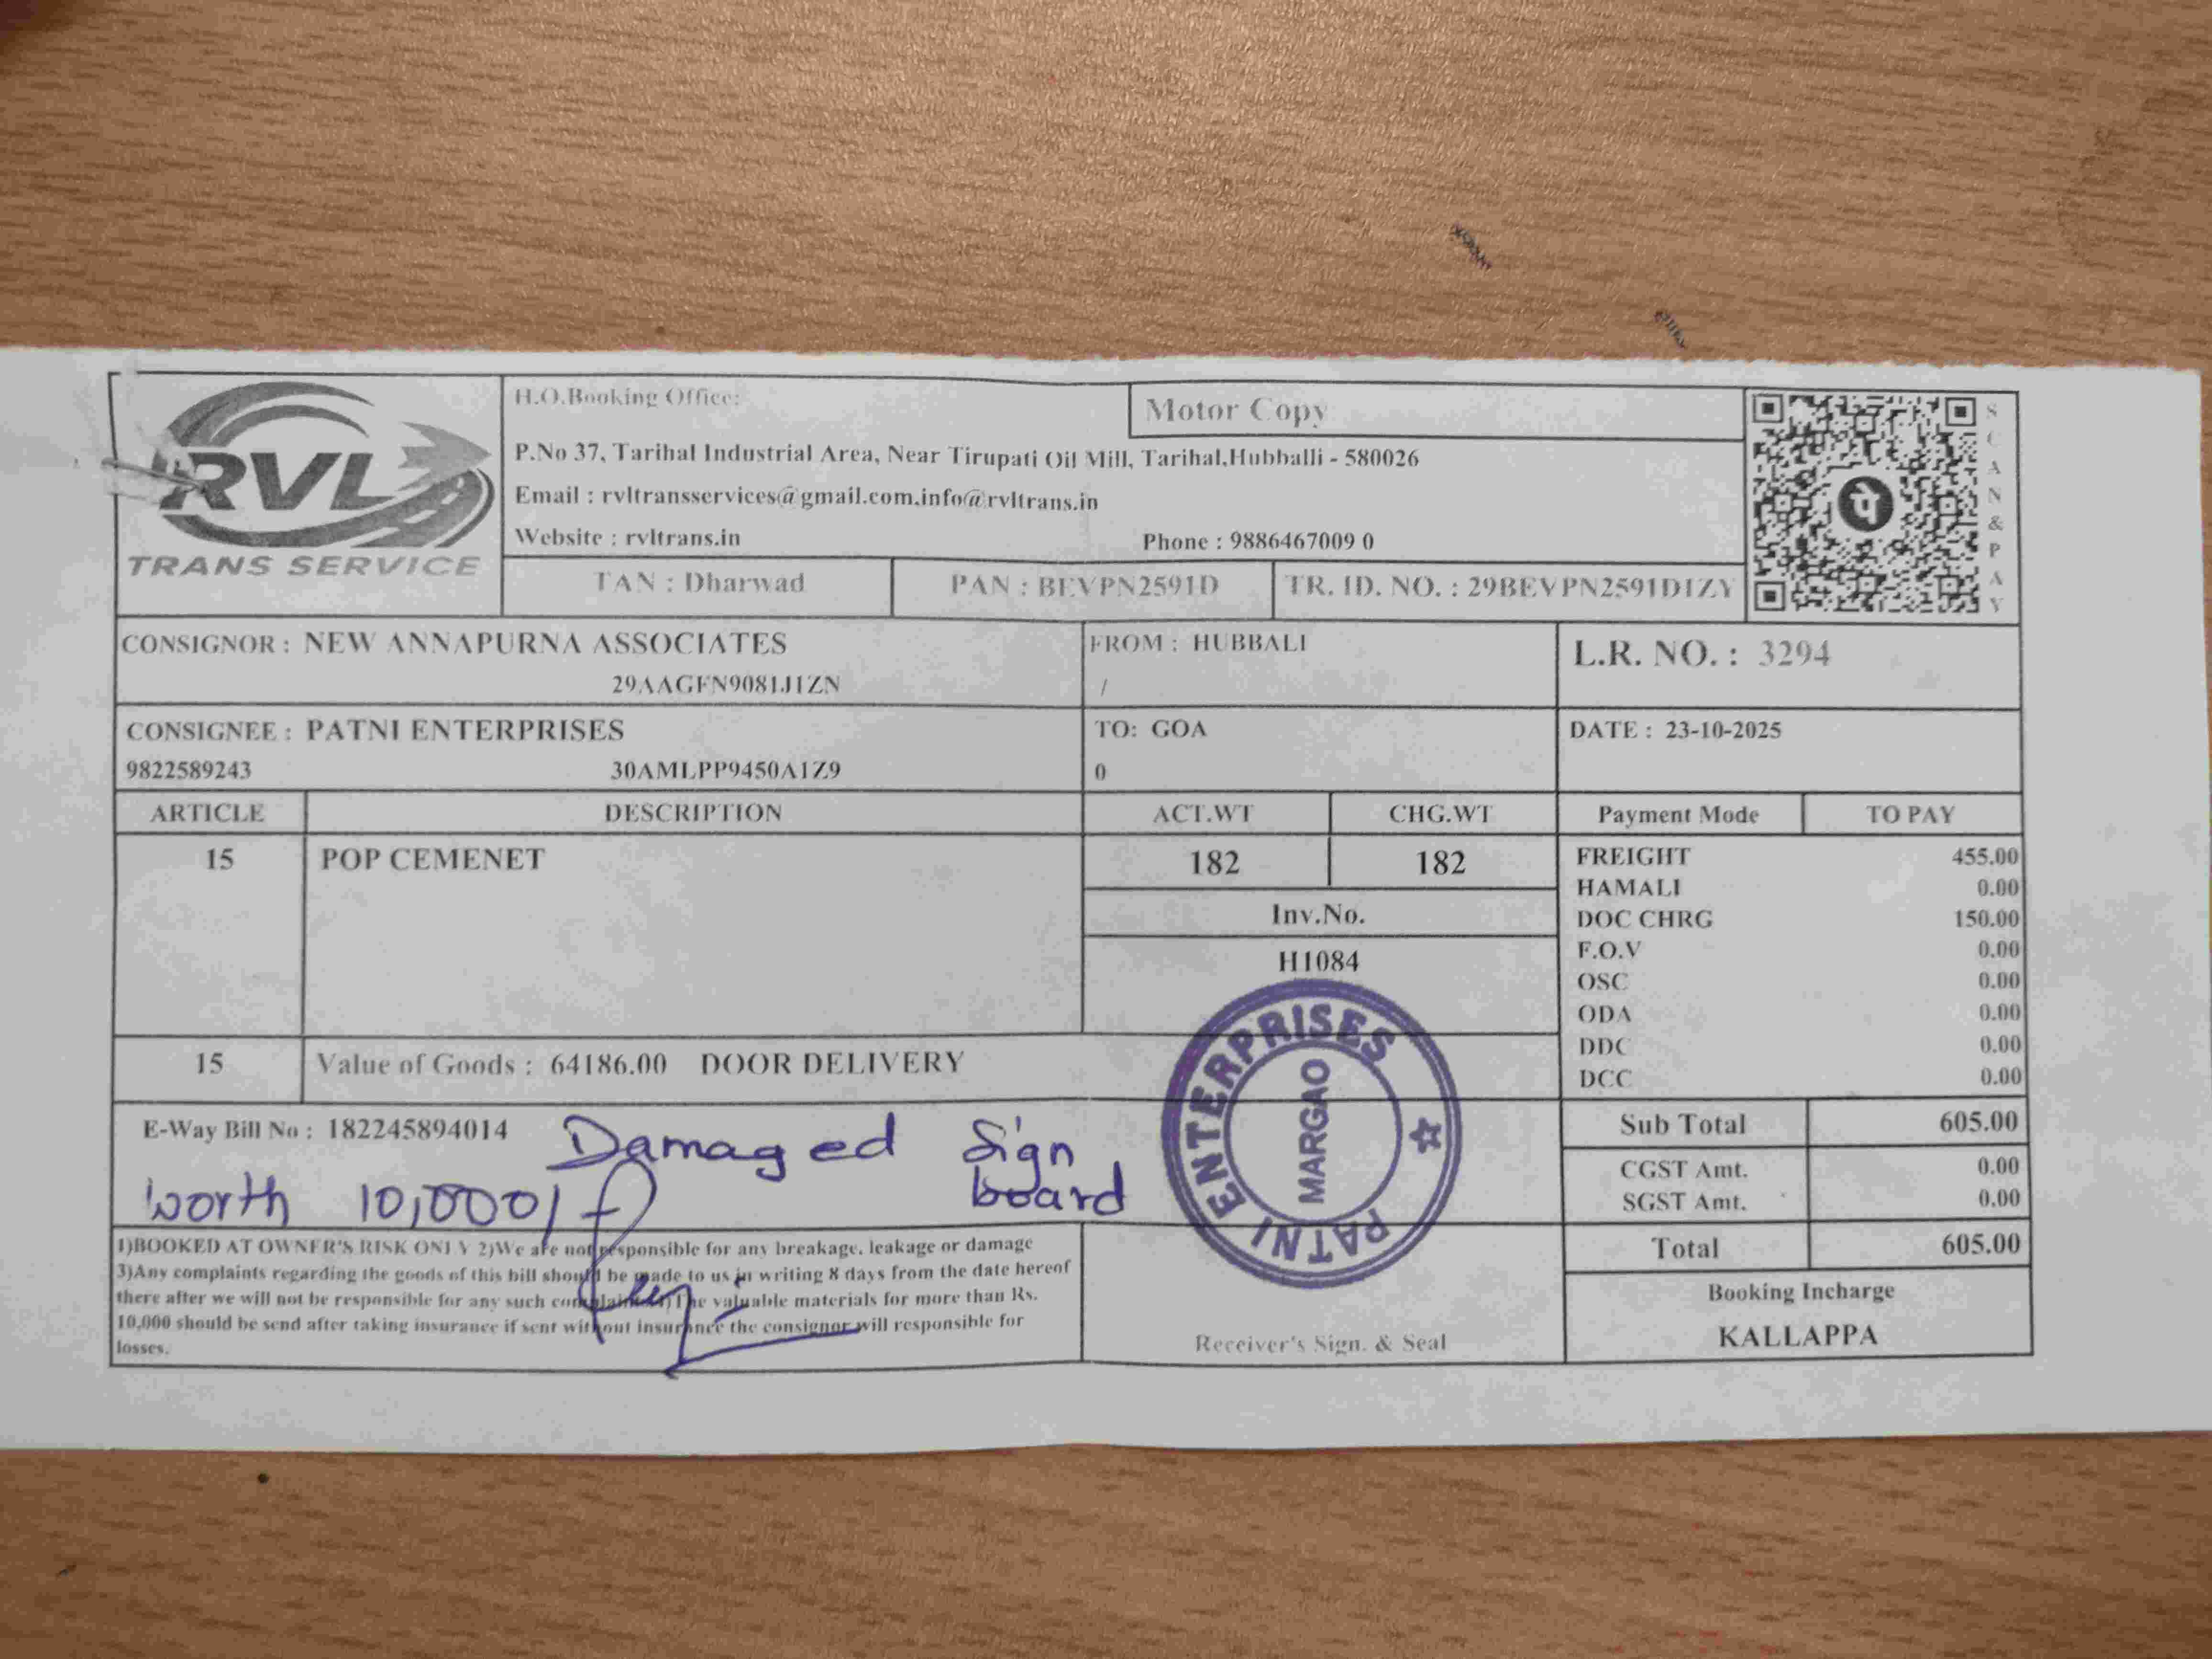 RVL
TRANS SERVICE
H.O.Booking Office:
Motor Copy
P.No 37, Tarihal Industrial Area, Near Tirupati Oil Mill, Tarihal,Hubballi - 580026
Email : rvltransservices@gmail.com,info@rvltrans.in
Website : rvltrans.in Phone : 9886467009 0
TAN : Dharwad PAN : BEVPN2591D TR. ID. NO. : 29BEVPN2591D1ZY
SCAN & PAY
पे
CONSIGNOR : NEW ANNAPURNA ASSOCIATES FROM : HUBBALI L.R. NO. : 3294
29AAGFN9081J1ZN /
CONSIGNEE : PATNI ENTERPRISES TO: GOA DATE : 23-10-2025
9822589243 30AMLPP9450A1Z9 0
ARTICLE DESCRIPTION ACT.WT CHG.WT Payment Mode TO PAY
15 POP CEMENET 182 182
Inv.No.
H1084
FREIGHT 455.00
HAMALI 0.00
DOC CHRG 150.00
F.O.V 0.00
OSC 0.00
ODA 0.00
DDC 0.00
DCC 0.00
15 Value of Goods : 64186.00 DOOR DELIVERY
E-Way Bill No : 182245894014
Damaged Sign
board
worth 10,000/-
PATNI ENTERPRISES
MARGAO
Sub Total 605.00
CGST Amt. 0.00
SGST Amt. 0.00
Total 605.00
1)BOOKED AT OWNER'S RISK ONLY 2)We are not responsible for any breakage, leakage or damage
3)Any complaints regarding the goods of this bill should be made to us in writing 8 days from the date hereof
there after we will not be responsible for any such complaints 4)The valuable materials for more than Rs.
10,000 should be send after taking insurance if sent without insurance the consignor will responsible for
losses.
Receiver's Sign. & Seal
Booking Incharge
KALLAPPA